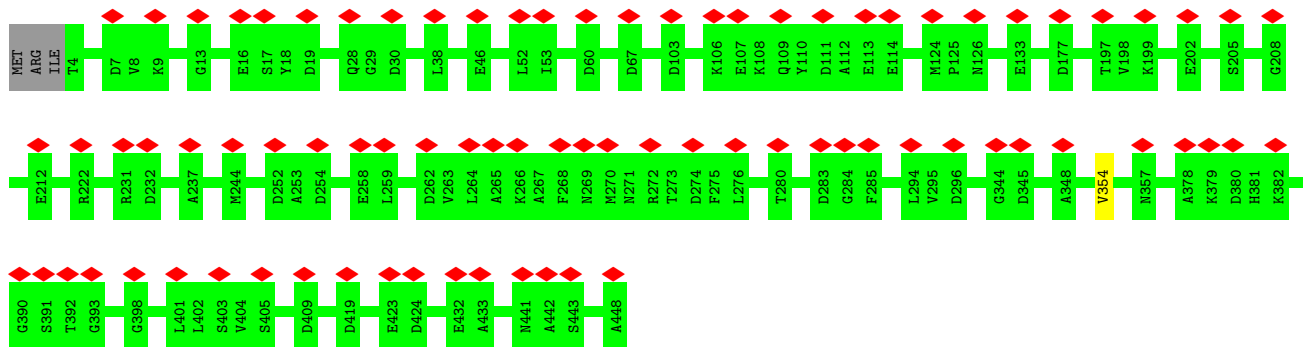 MET ARG ILE T4 D7 V8 K9 G13 E16 S17 Y18 D19 Q28 G29 D30 L38 E46 L52 I53 D60 D67 D103 K106 E107 K108 Q109 Y110 D111 A112 E113 E114 M124 P125 N126 E133 D177 T197 V198 K199 E202 S205 G208
E212 R222 R231 D232 A237 M244 D252 A253 D254 E258 L259 D262 V263 L264 A265 K266 A267 F268 N269 M270 N271 R272 T273 D274 F275 L276 T280 D283 G284 F285 L294 V295 D296 G344 D345 A348 V354 N357 A378 K379 D380 H381 K382
G390 S391 T392 G393 G398 L401 L402 S403 V404 S405 D409 D419 E423 D424 E432 A433 N441 A442 S443 A448